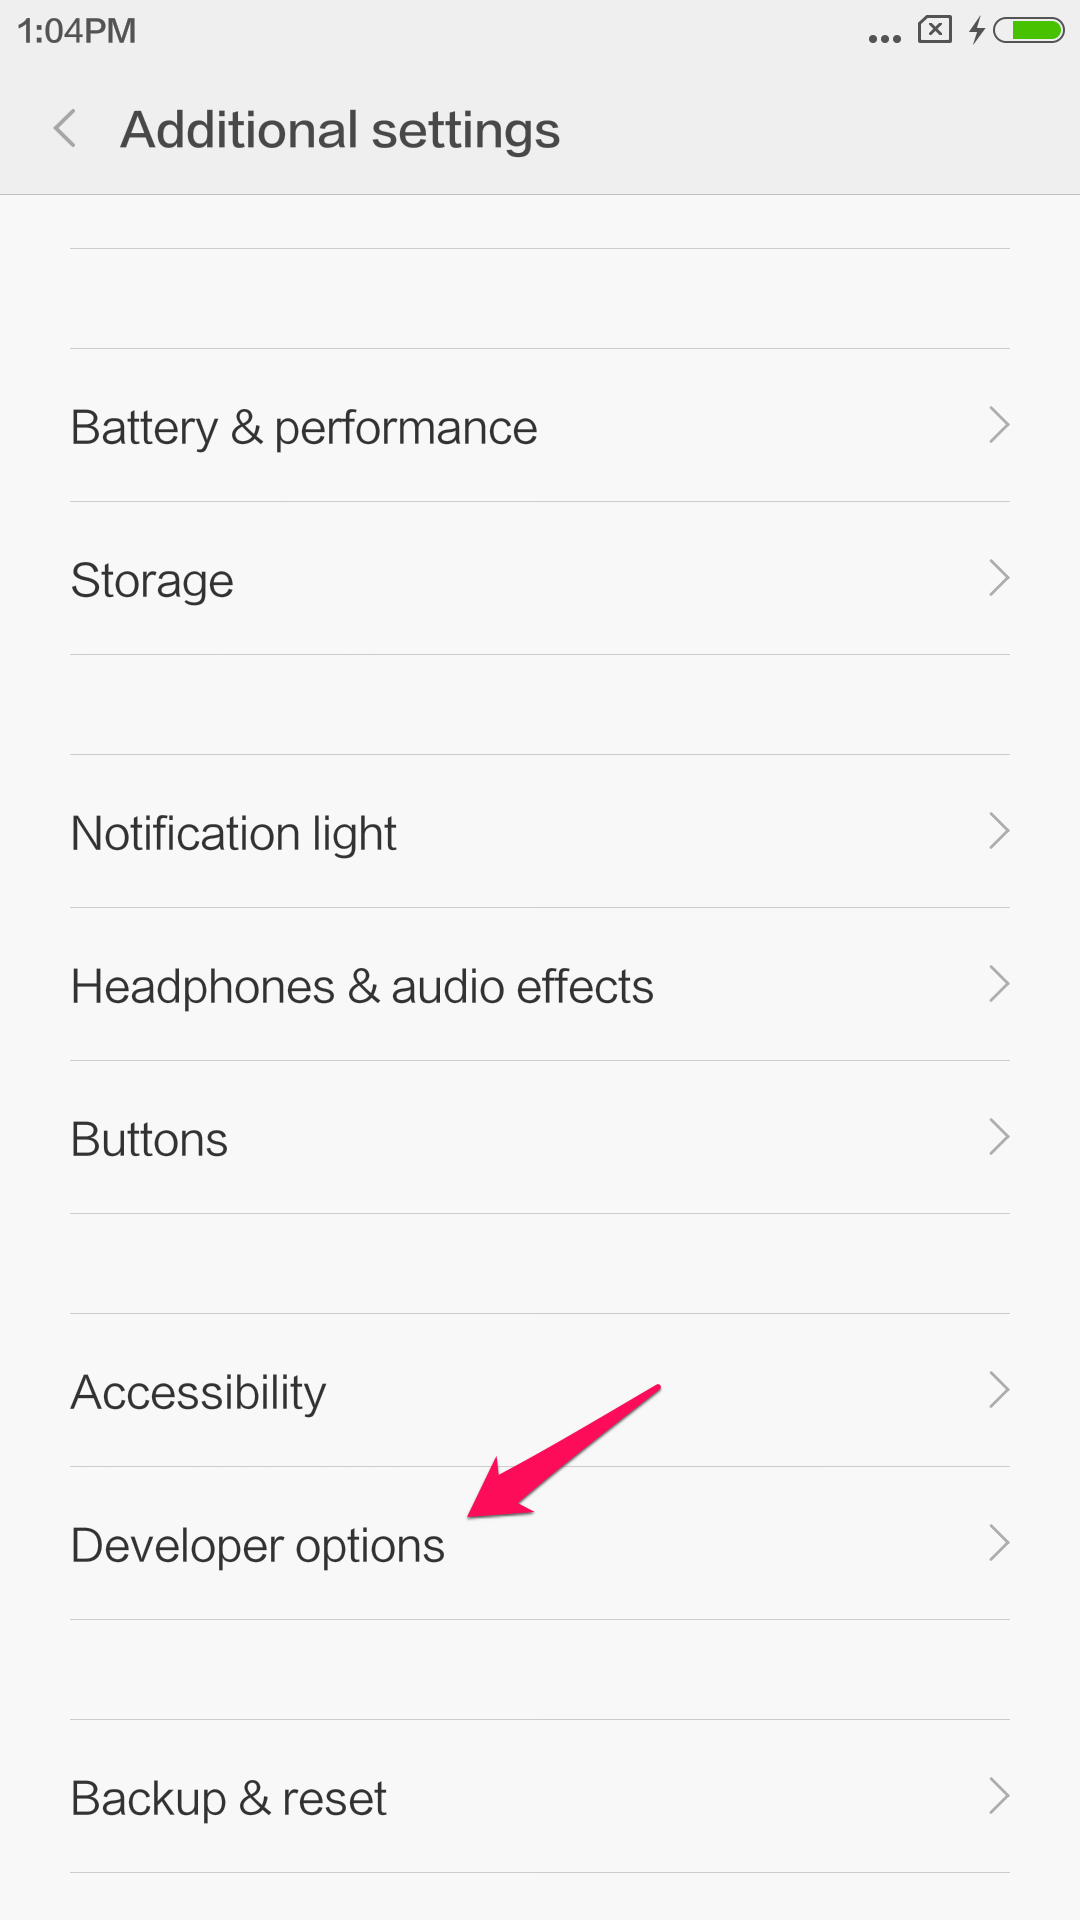 1:04PM
Additional settings
Battery & performance
Storage
Notification light
Headphones & audio effects
Buttons
Accessibility
Developer options
Backup & reset